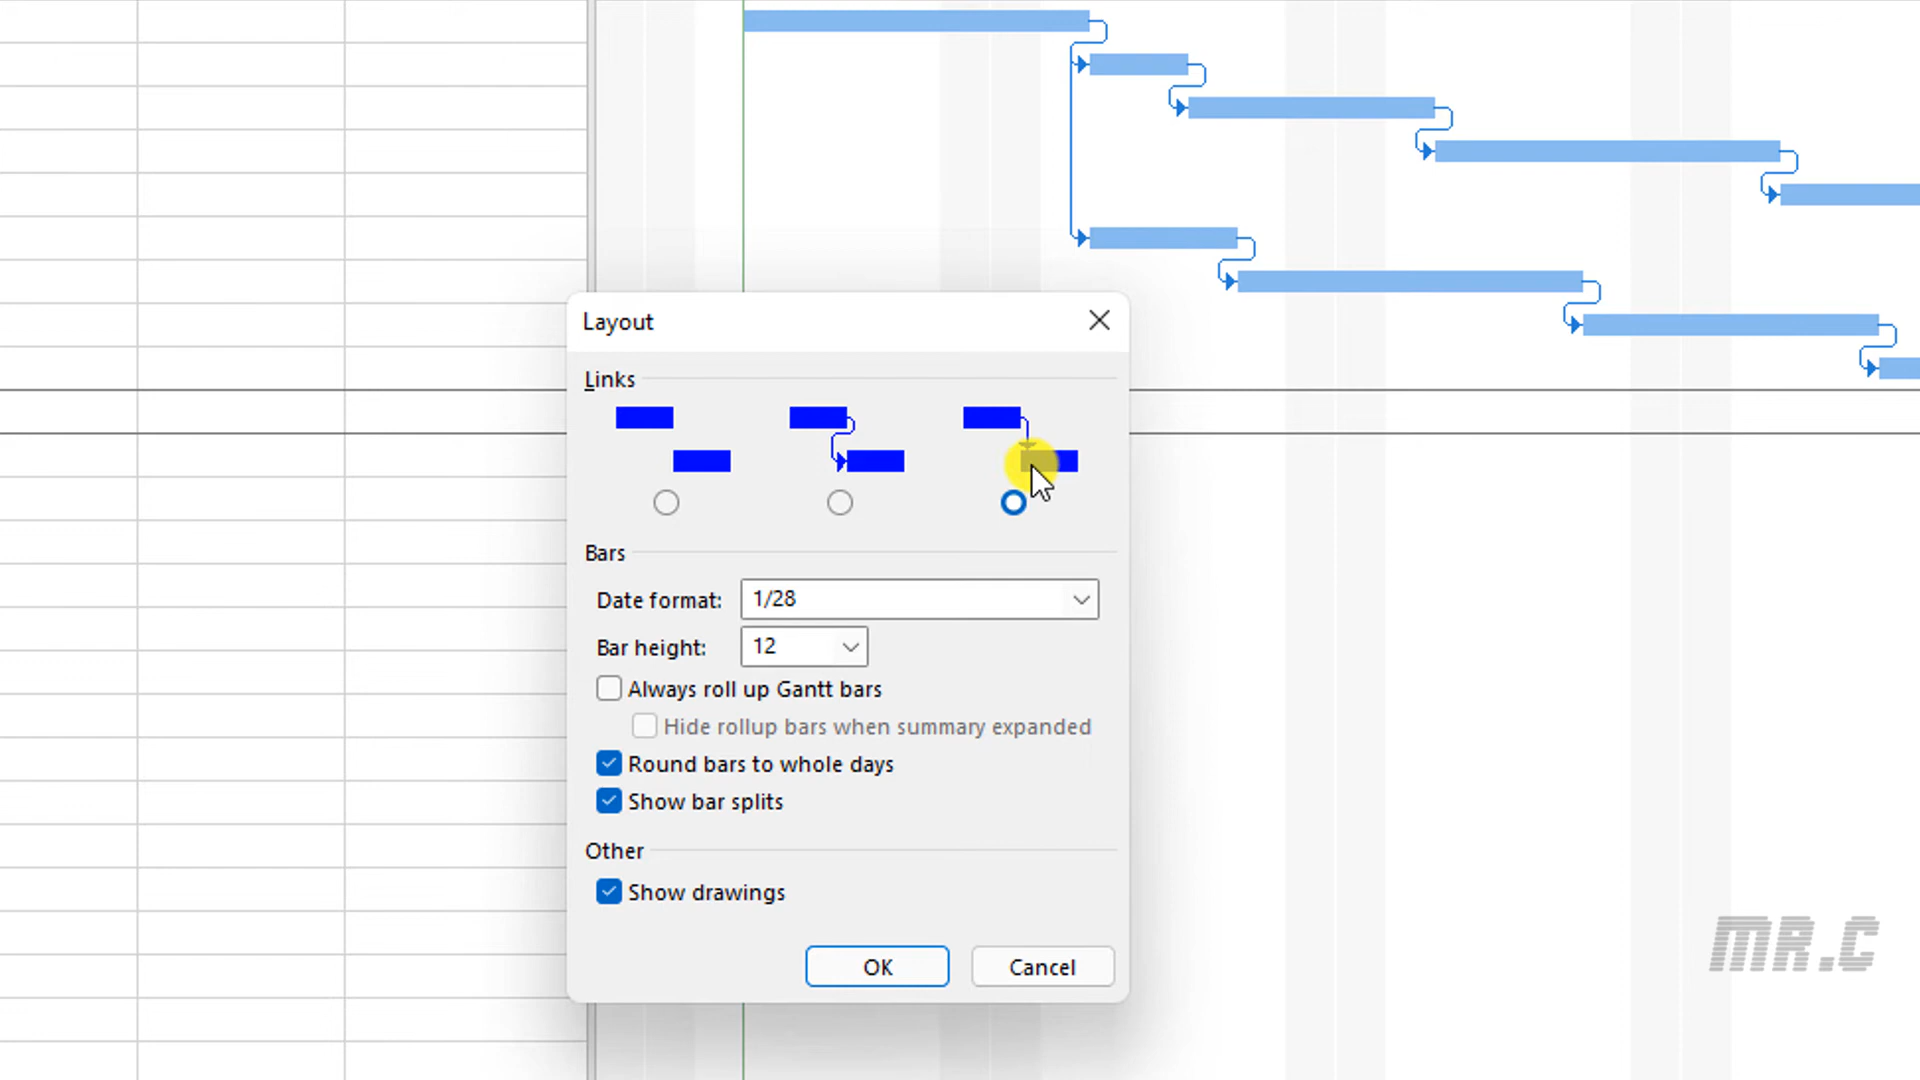 Layout
Links
Bars
Date format: 1/28
Bar height: 12
Always roll up Gantt bars
Hide rollup bars when summary expanded
Round bars to whole days
Show bar splits
Other
Show drawings
OK Cancel
MR.C